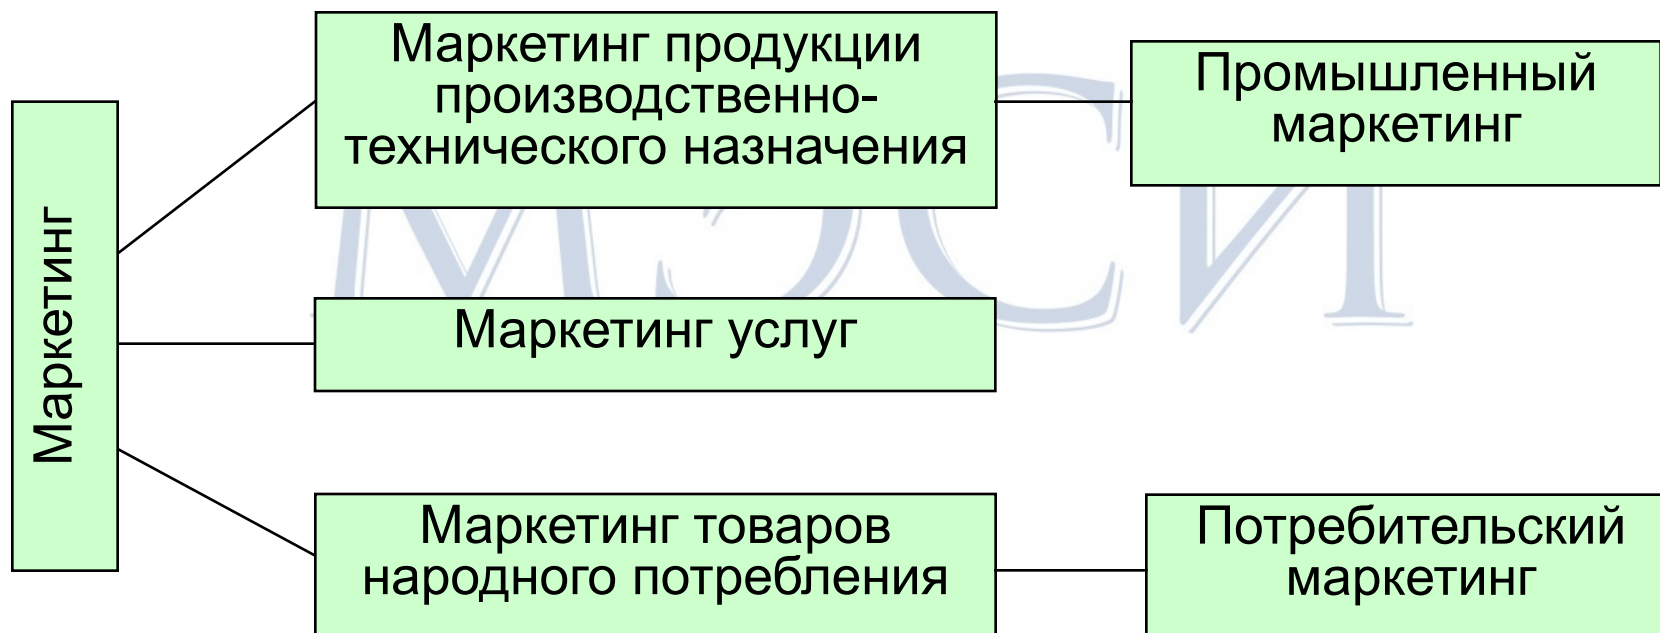 Маркетинг
Маркетинг продукции
производственно-
технического назначения
Промышленный
маркетинг
МЭСИ
Маркетинг услуг
Маркетинг товаров
народного потребления
Потребительский
маркетинг